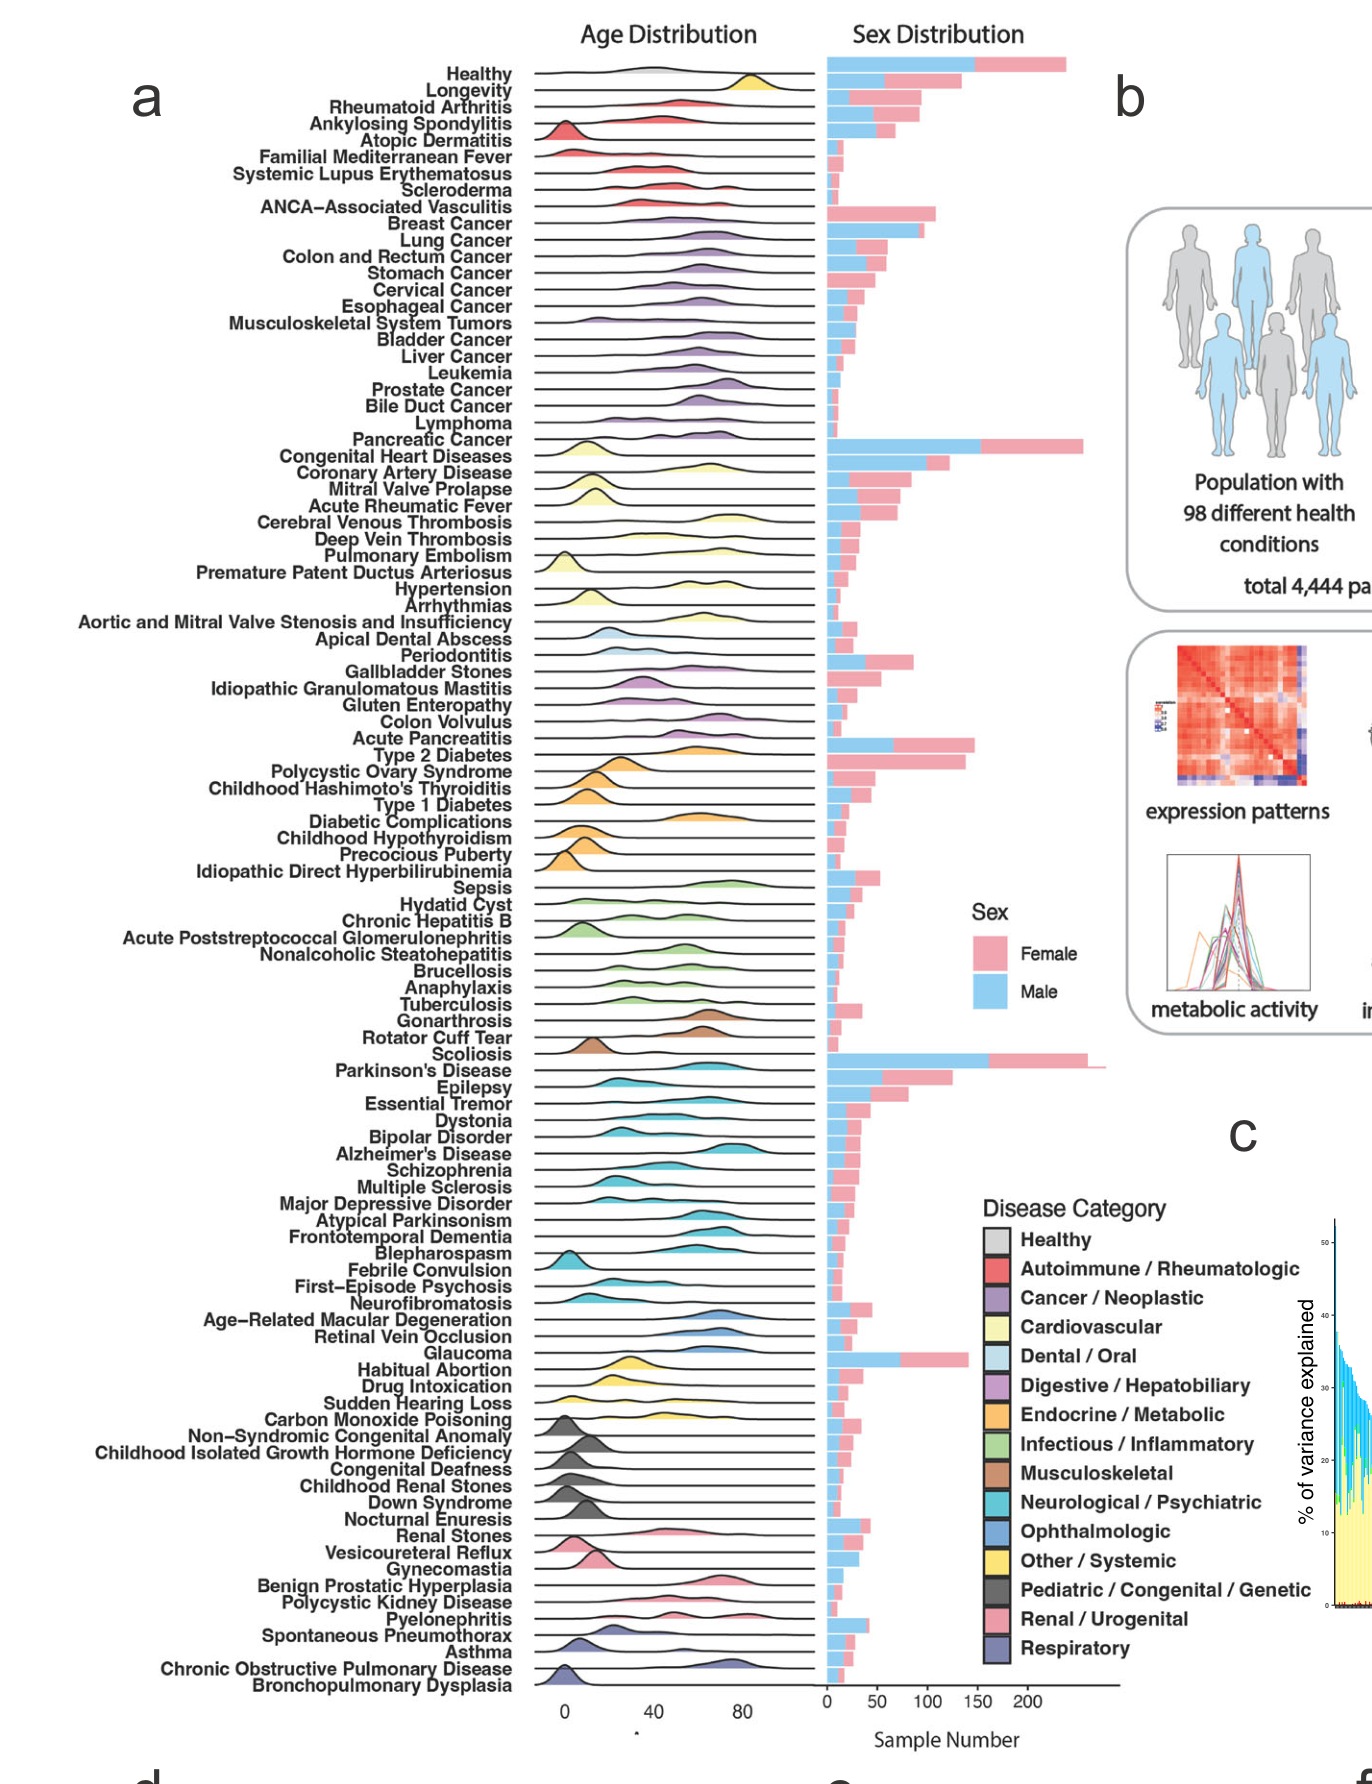 Age Distribution
Sex Distribution
a
b
Healthy
Longevity
Rheumatoid Arthritis
Ankylosing Spondylitis
Atopic Dermatitis
Familial Mediterranean Fever
Systemic Lupus Erythematosus
Scleroderma
ANCA–Associated Vasculitis
Breast Cancer
Lung Cancer
Colon and Rectum Cancer
Stomach Cancer
Cervical Cancer
Esophageal Cancer
Musculoskeletal System Tumors
Bladder Cancer
Liver Cancer
Leukemia
Prostate Cancer
Bile Duct Cancer
Lymphoma
Pancreatic Cancer
Congenital Heart Diseases
Coronary Artery Disease
Mitral Valve Prolapse
Acute Rheumatic Fever
Cerebral Venous Thrombosis
Deep Vein Thrombosis
Pulmonary Embolism
Premature Patent Ductus Arteriosus
Hypertension
Arrhythmias
Aortic and Mitral Valve Stenosis and Insufficiency
Apical Dental Abscess
Periodontitis
Gallbladder Stones
Idiopathic Granulomatous Mastitis
Gluten Enteropathy
Colon Volvulus
Acute Pancreatitis
Type 2 Diabetes
Polycystic Ovary Syndrome
Childhood Hashimoto's Thyroiditis
Type 1 Diabetes
Diabetic Complications
Childhood Hypothyroidism
Precocious Puberty
Idiopathic Direct Hyperbilirubinemia
Sepsis
Hydatid Cyst
Chronic Hepatitis B
Acute Poststreptococcal Glomerulonephritis
Nonalcoholic Steatohepatitis
Brucellosis
Anaphylaxis
Tuberculosis
Gonarthrosis
Rotator Cuff Tear
Scoliosis
Parkinson's Disease
Epilepsy
Essential Tremor
Dystonia
Bipolar Disorder
Alzheimer's Disease
Schizophrenia
Multiple Sclerosis
Major Depressive Disorder
Atypical Parkinsonism
Frontotemporal Dementia
Blepharospasm
Febrile Convulsion
First–Episode Psychosis
Neurofibromatosis
Age–Related Macular Degeneration
Retinal Vein Occlusion
Glaucoma
Habitual Abortion
Drug Intoxication
Sudden Hearing Loss
Carbon Monoxide Poisoning
Non–Syndromic Congenital Anomaly
Childhood Isolated Growth Hormone Deficiency
Congenital Deafness
Childhood Renal Stones
Down Syndrome
Nocturnal Enuresis
Renal Stones
Vesicoureteral Reflux
Gynecomastia
Benign Prostatic Hyperplasia
Polycystic Kidney Disease
Pyelonephritis
Spontaneous Pneumothorax
Asthma
Chronic Obstructive Pulmonary Disease
Bronchopulmonary Dysplasia
0 40 80
0 50 100 150 200
Sample Number
Sex
Female
Male
Disease Category
Healthy
Autoimmune / Rheumatologic
Cancer / Neoplastic
Cardiovascular
Dental / Oral
Digestive / Hepatobiliary
Endocrine / Metabolic
Infectious / Inflammatory
Musculoskeletal
Neurological / Psychiatric
Ophthalmologic
Other / Systemic
Pediatric / Congenital / Genetic
Renal / Urogenital
Respiratory
Population with
98 different health
conditions
total 4,444 pa
expression patterns
metabolic activity
in
c
% of variance explained
50
40
30
20
10
0